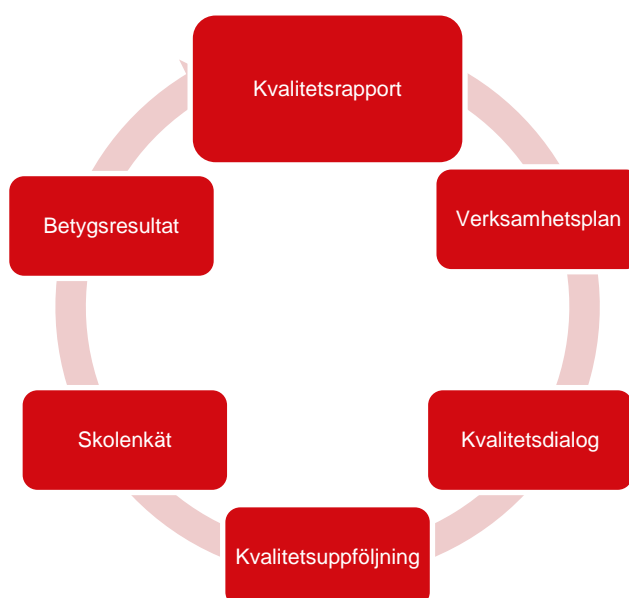 Kvalitetsrapport
Verksamhetsplan
Kvalitetsdialog
Kvalitetsuppföljning
Skolenkät
Betygsresultat